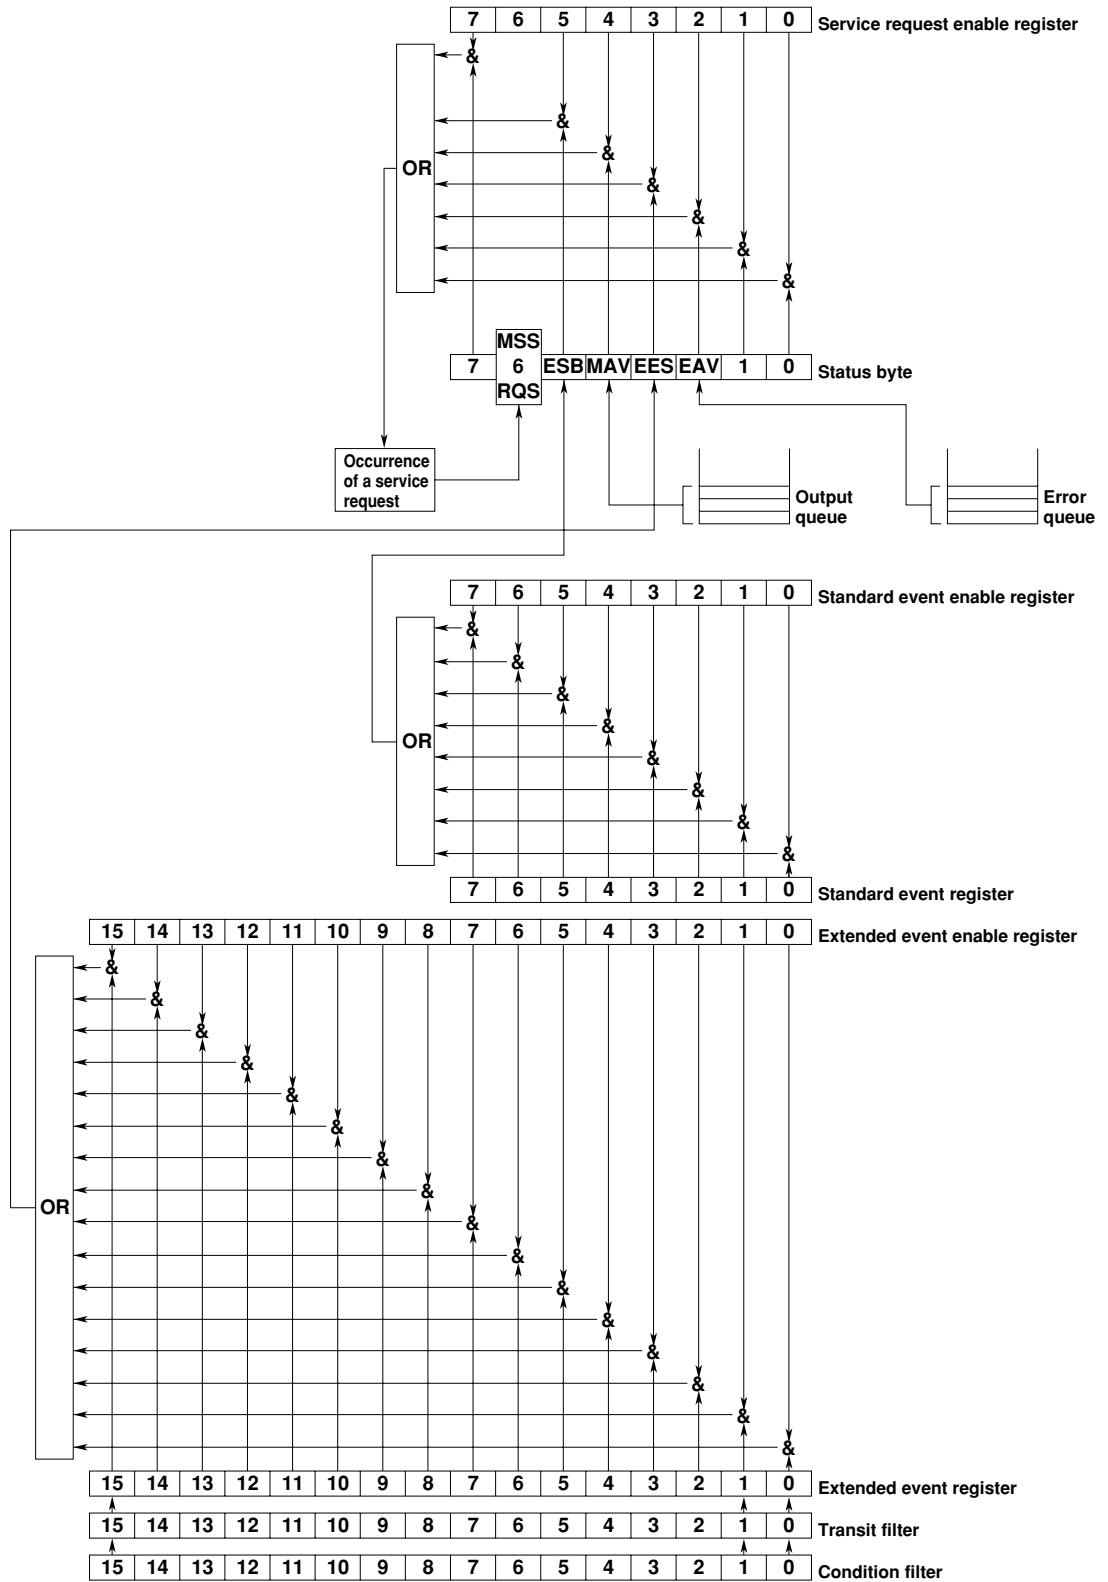 7 6 5 4 3 2 1 0 Service request enable register
&
&
&
OR
&
&
&
&
MSS
7 6 ESB MAV EES EAV 1 0 Status byte
RQS
Occurrence
of a service
request
Output
queue
Error
queue
7 6 5 4 3 2 1 0 Standard event enable register
&
&
&
&
OR
&
&
&
&
7 6 5 4 3 2 1 0 Standard event register
15 14 13 12 11 10 9 8 7 6 5 4 3 2 1 0 Extended event enable register
&
&
&
&
&
&
&
&
OR
&
&
&
&
&
&
&
&
15 14 13 12 11 10 9 8 7 6 5 4 3 2 1 0 Extended event register
15 14 13 12 11 10 9 8 7 6 5 4 3 2 1 0 Transit filter
15 14 13 12 11 10 9 8 7 6 5 4 3 2 1 0 Condition filter